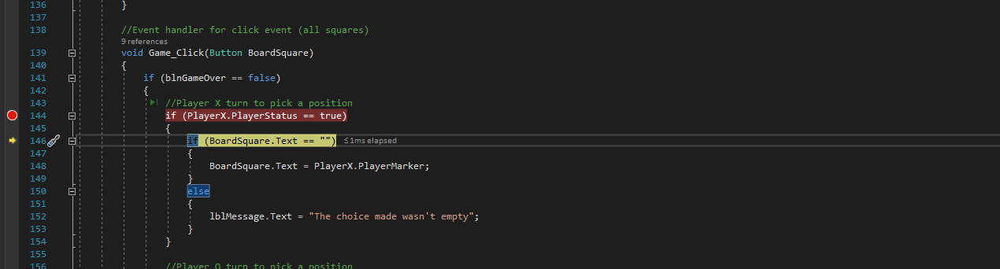 136 }
137
138 //Event handler for click event (all squares)
9 references
139 void Game_Click(Button BoardSquare)
140 {
141 if (blnGameOver == false)
142 {
143 //Player X turn to pick a position
144 if (PlayerX.PlayerStatus == true)
145 {
146 if (BoardSquare.Text == "") ≤1ms elapsed
147 {
148 BoardSquare.Text = PlayerX.PlayerMarker;
149 }
150 else
151 {
152 lblMessage.Text = "The choice made wasn't empty";
153 }
154 }
155
156 //Player O turn to pick a position